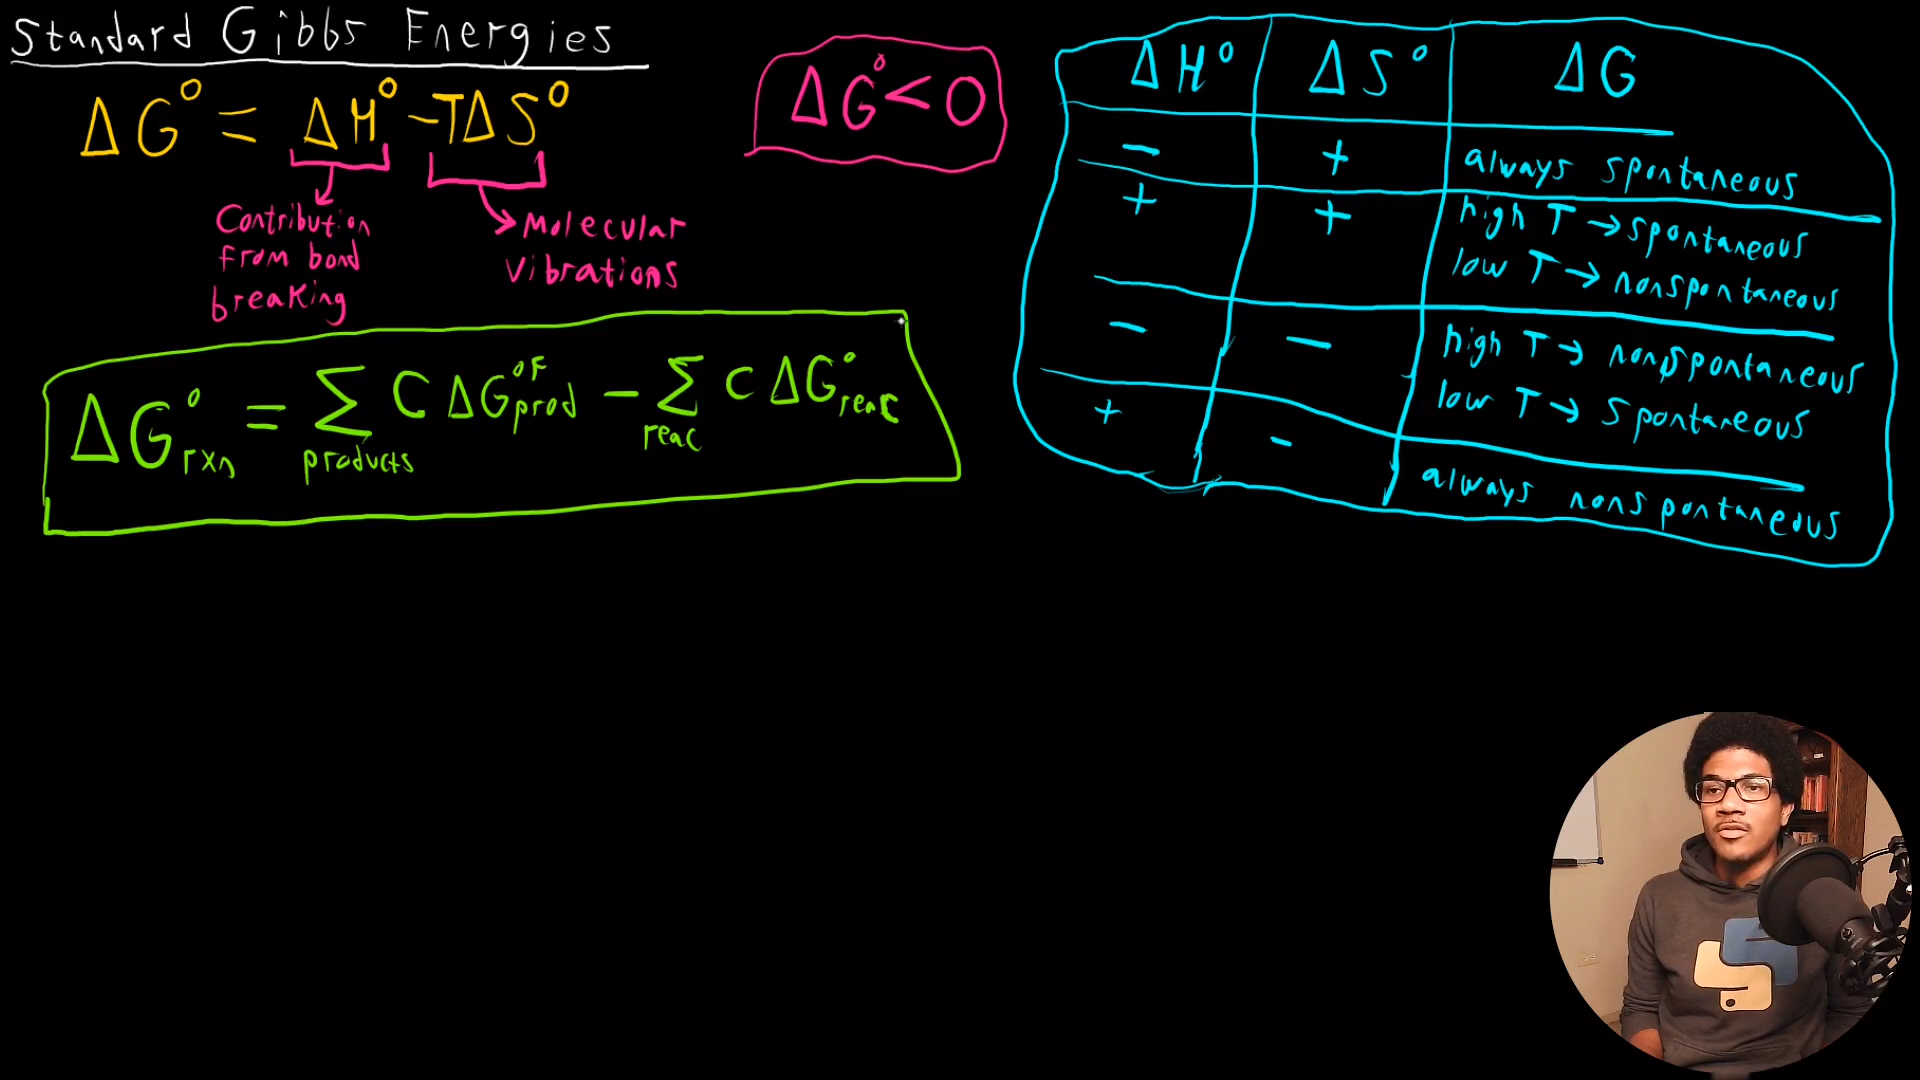 Standard Gibbs Energies
ΔG° = ΔH° -TΔS°
Contribution
from bond
breaking
Molecular
vibrations
ΔG° < 0
ΔG°rxn = Σ products C ΔG°F prod - Σ reac C ΔG° reac
ΔH° ΔS° ΔG
- + always spontaneous
+ + high T → spontaneous
low T → nonspontaneous
- - high T → nonspontaneous
low T → spontaneous
+ - always nonspontaneous